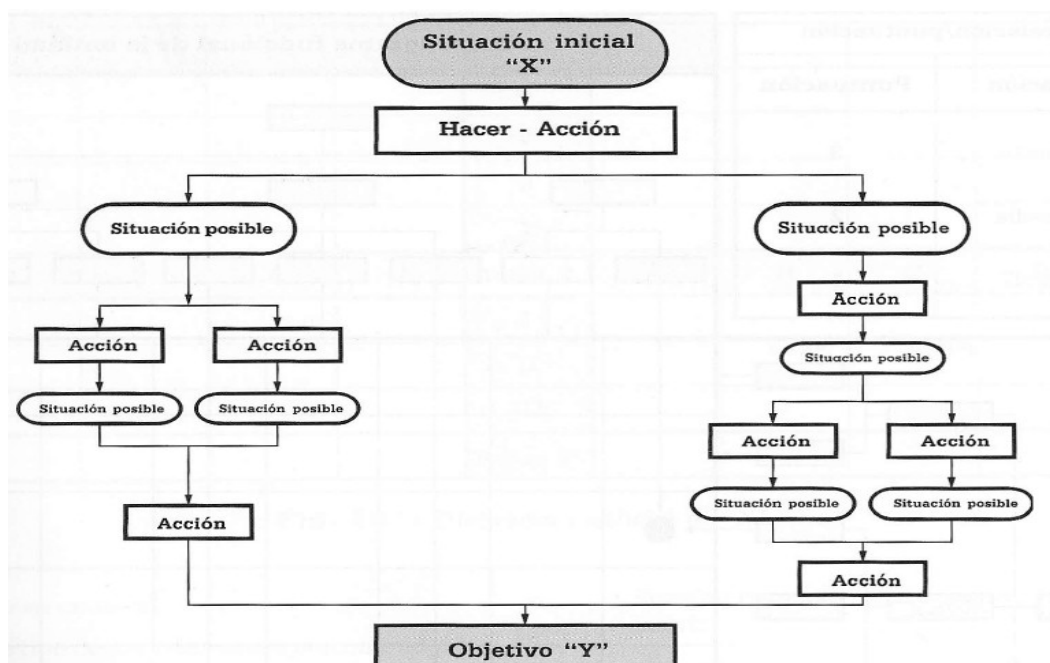 Situación inicial
“X”
Hacer - Acción
Situación posible
Situación posible
Acción
Acción
Acción
Situación posible
Situación posible
Situación posible
Acción
Acción
Situación posible
Situación posible
Acción
Acción
Objetivo “Y”